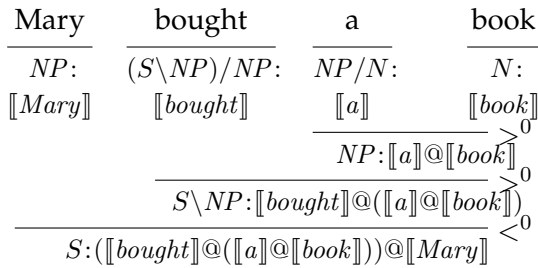 Mary bought a book
NP: (S\NP)/NP: NP/N: N:
⟦Mary⟧ ⟦bought⟧ ⟦a⟧ ⟦book⟧
>⁰
NP:⟦a⟧@⟦book⟧
>⁰
S\NP:⟦bought⟧@(⟦a⟧@⟦book⟧)
<⁰
S:(⟦bought⟧@(⟦a⟧@⟦book⟧))@⟦Mary⟧